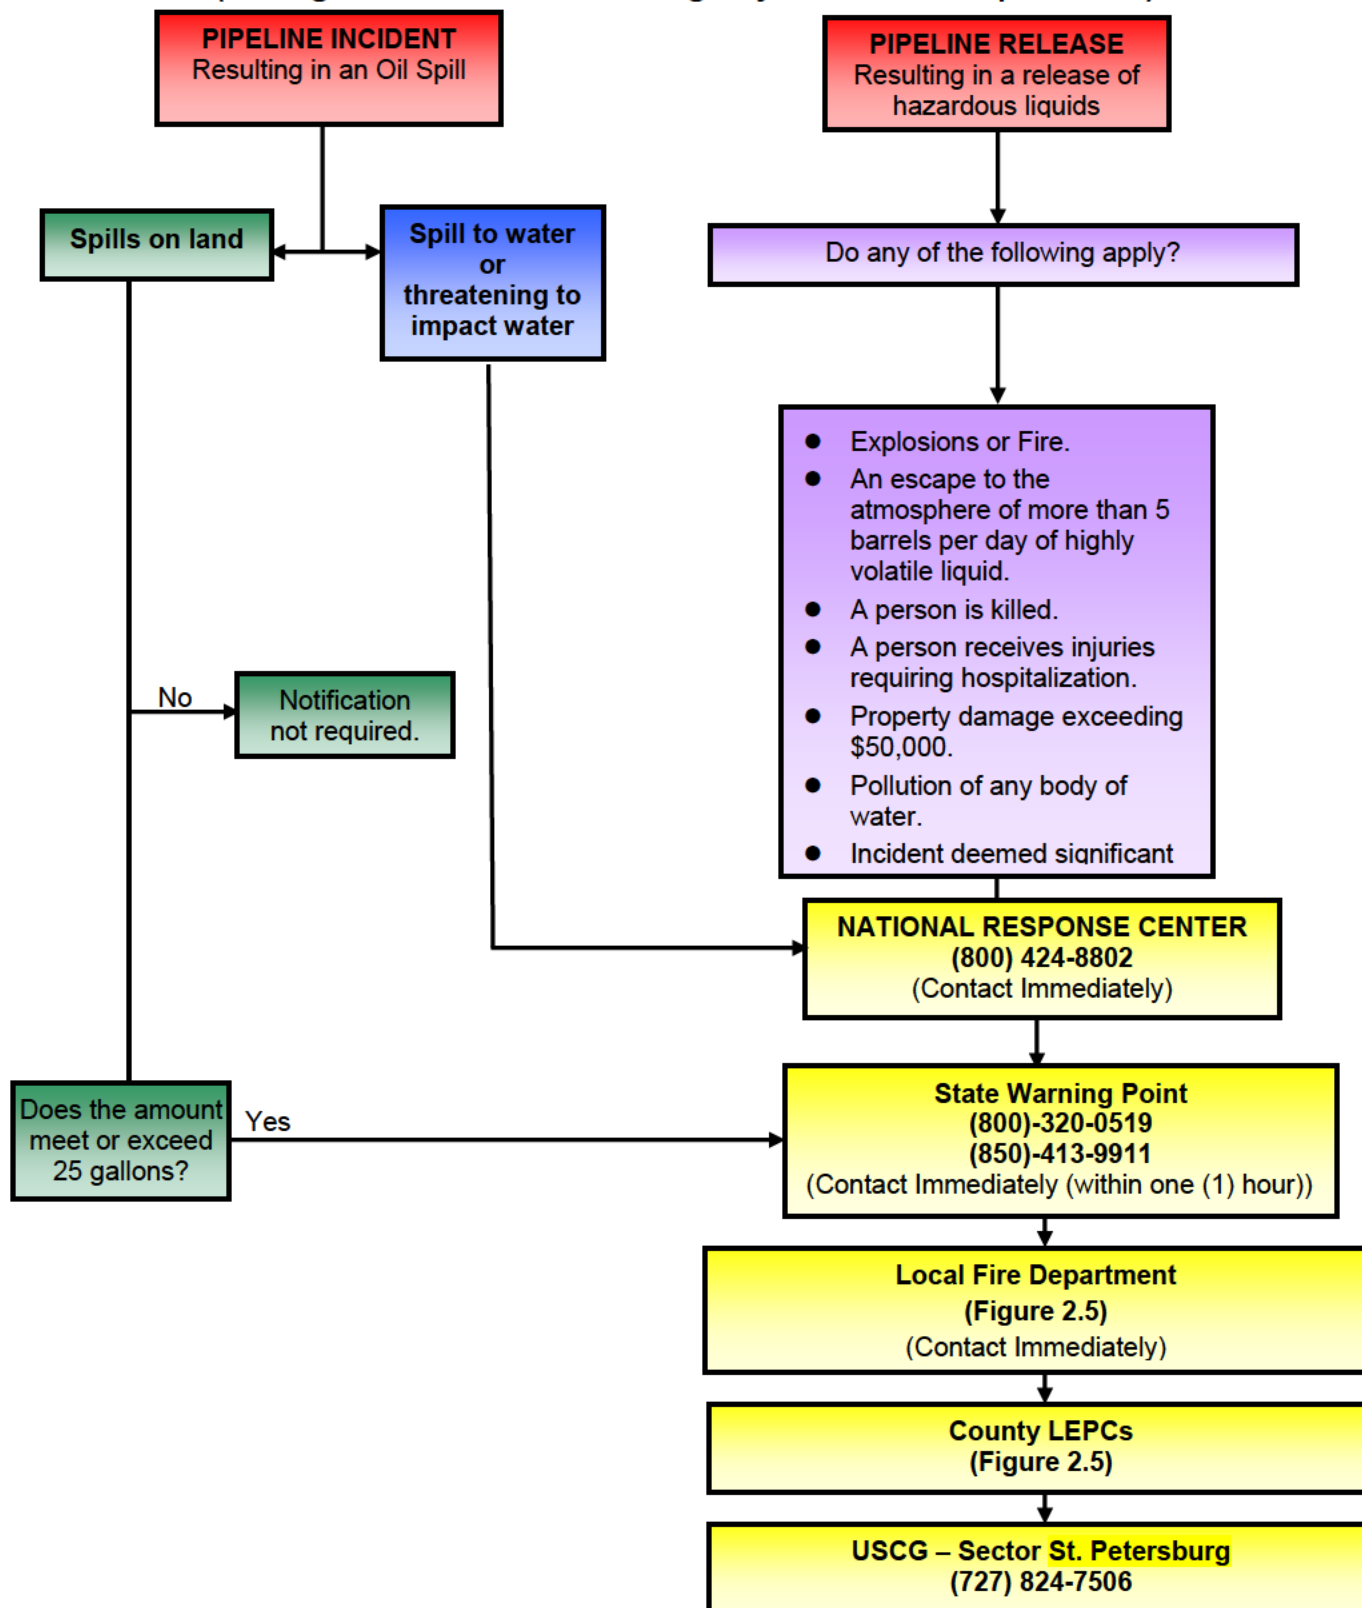 PIPELINE INCIDENT
Resulting in an Oil Spill
PIPELINE RELEASE
Resulting in a release of
hazardous liquids
Spills on land
Spill to water
or
threatening to
impact water
Do any of the following apply?
● Explosions or Fire.
● An escape to the
atmosphere of more than 5
barrels per day of highly
volatile liquid.
● A person is killed.
● A person receives injuries
requiring hospitalization.
● Property damage exceeding
$50,000.
● Pollution of any body of
water.
● Incident deemed significant
No
Notification
not required.
NATIONAL RESPONSE CENTER
(800) 424-8802
(Contact Immediately)
Does the amount
meet or exceed
25 gallons?
Yes
State Warning Point
(800)-320-0519
(850)-413-9911
(Contact Immediately (within one (1) hour))
Local Fire Department
(Figure 2.5)
(Contact Immediately)
County LEPCs
(Figure 2.5)
USCG – Sector St. Petersburg
(727) 824-7506